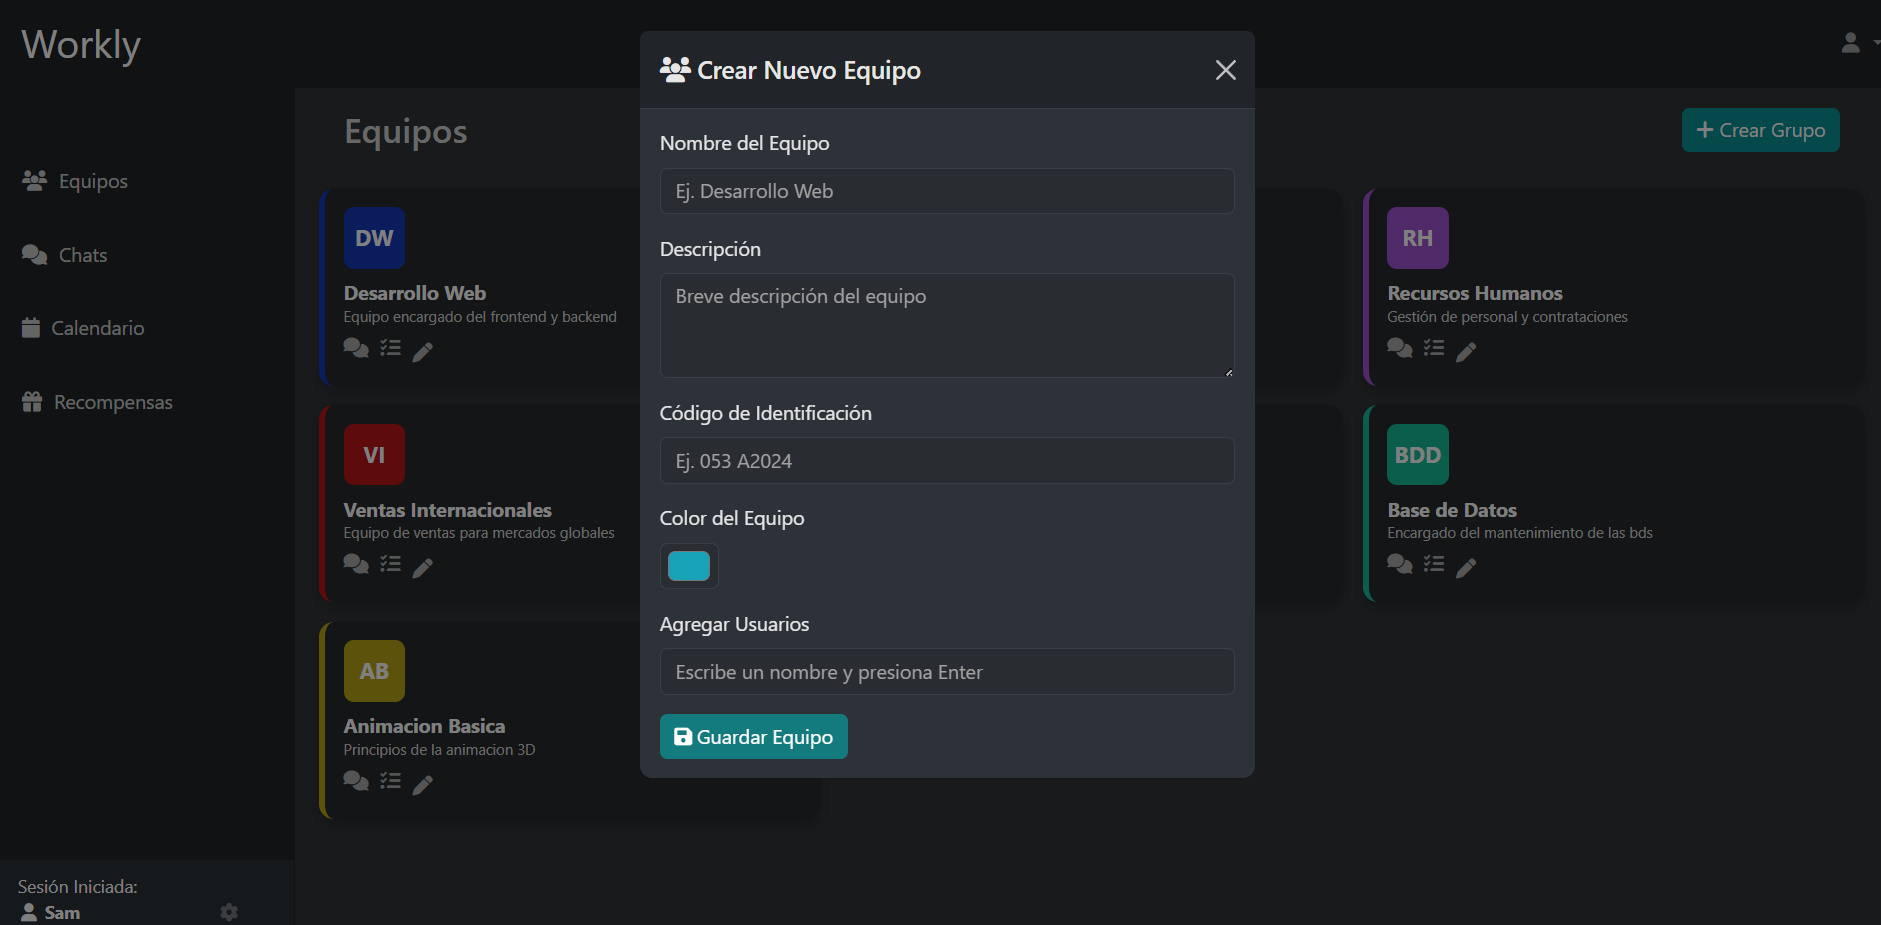 Workly
Equipos
Chats
Calendario
Recompensas
Sesión Iniciada:
Sam
Equipos
Crear Grupo
DW
Desarrollo Web
Equipo encargado del frontend y backend
RH
Recursos Humanos
Gestión de personal y contrataciones
VI
Ventas Internacionales
Equipo de ventas para mercados globales
BDD
Base de Datos
Encargado del mantenimiento de las bds
AB
Animacion Basica
Principios de la animacion 3D
Crear Nuevo Equipo
Nombre del Equipo
Ej. Desarrollo Web
Descripción
Breve descripción del equipo
Código de Identificación
Ej. 053 A2024
Color del Equipo
Agregar Usuarios
Escribe un nombre y presiona Enter
Guardar Equipo